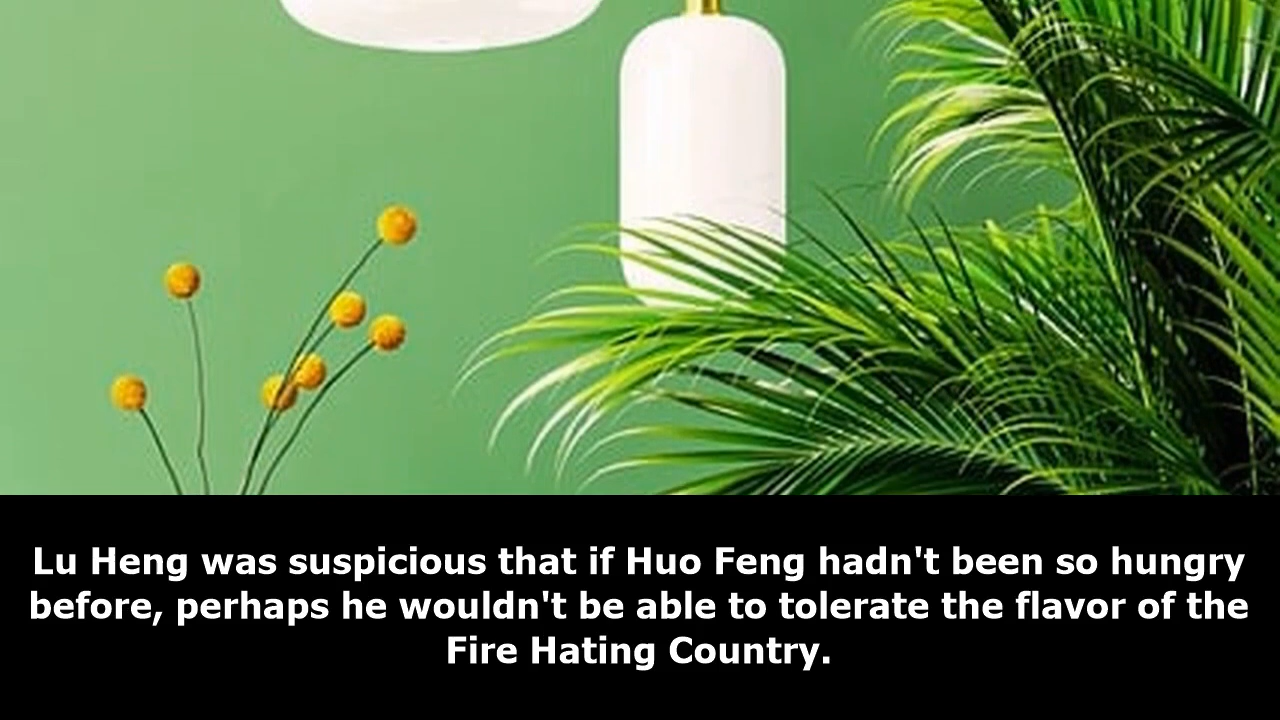 Lu Heng was suspicious that if Huo Feng hadn't been so hungry
before, perhaps he wouldn't be able to tolerate the flavor of the
Fire Hating Country.